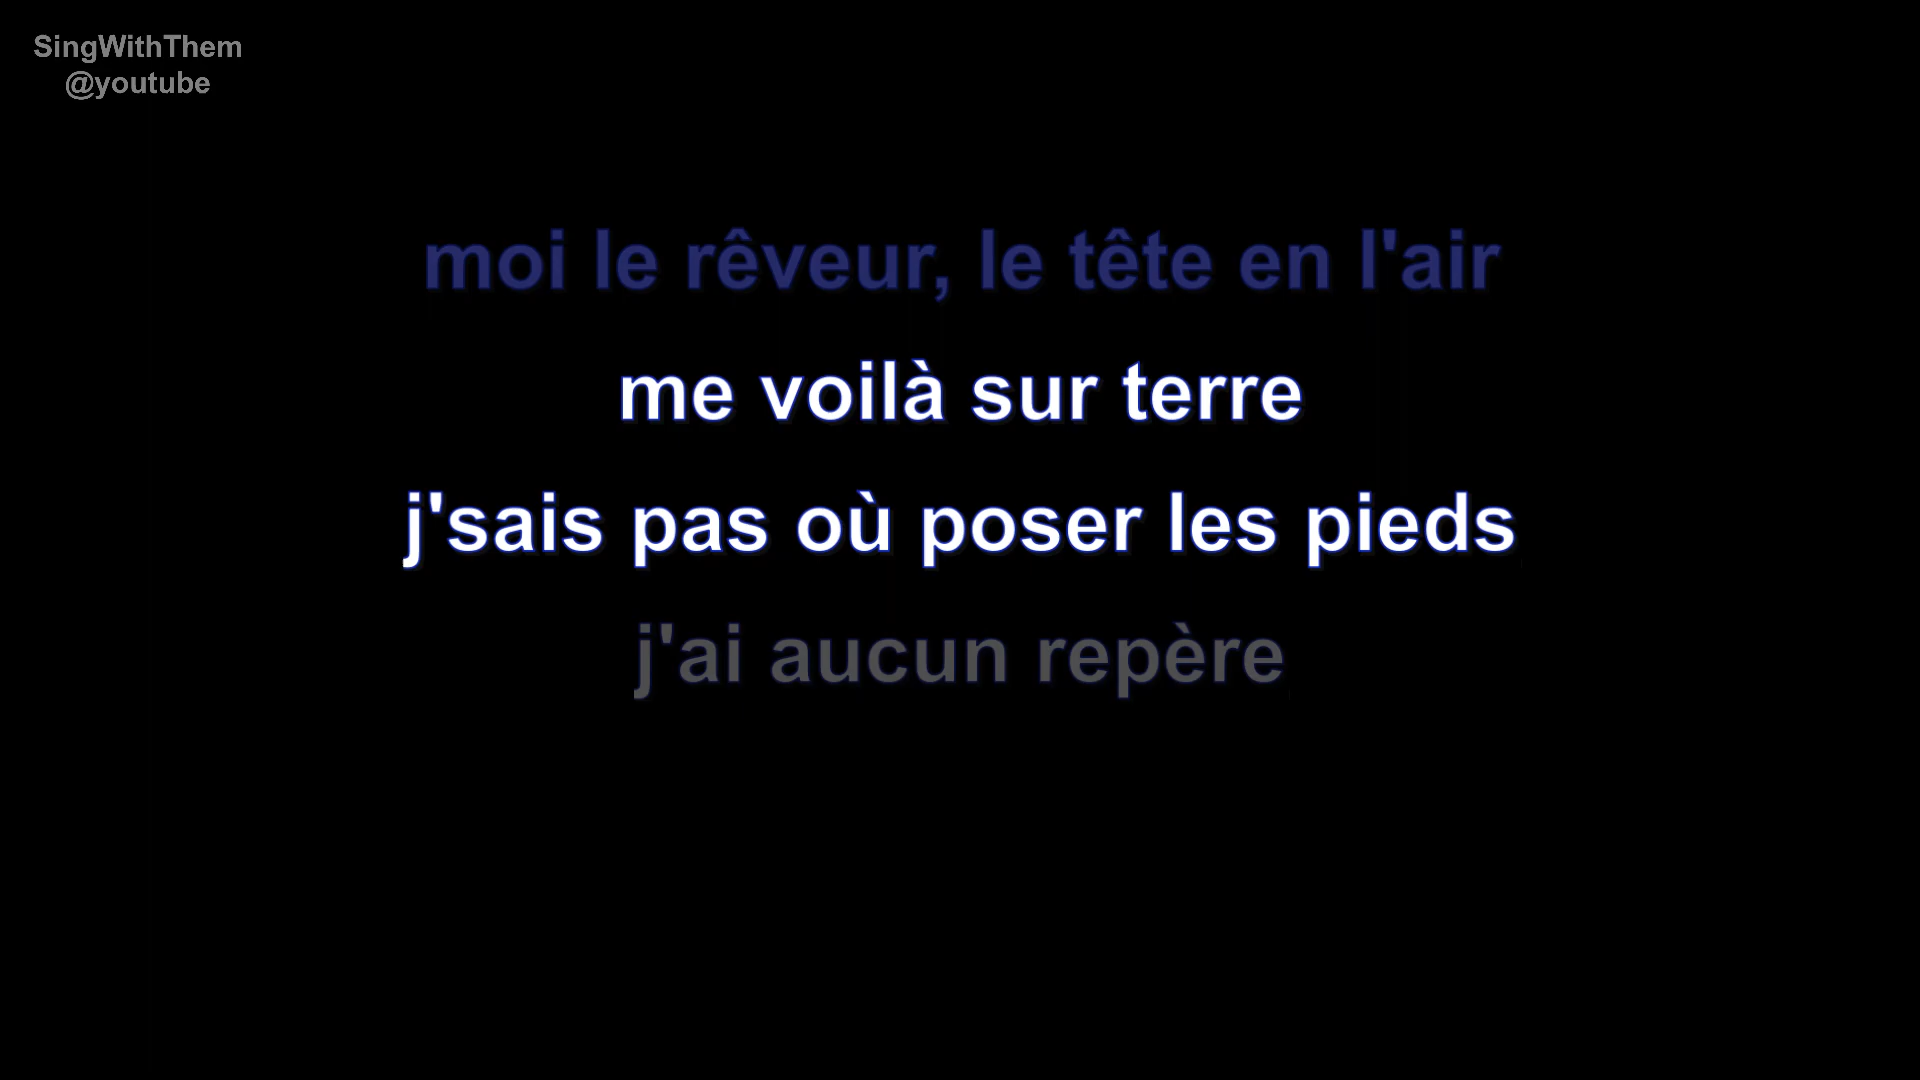 SingWithThem
@youtube
moi le rêveur, le tête en l'air
me voilà sur terre
j'sais pas où poser les pieds
j'ai aucun repère